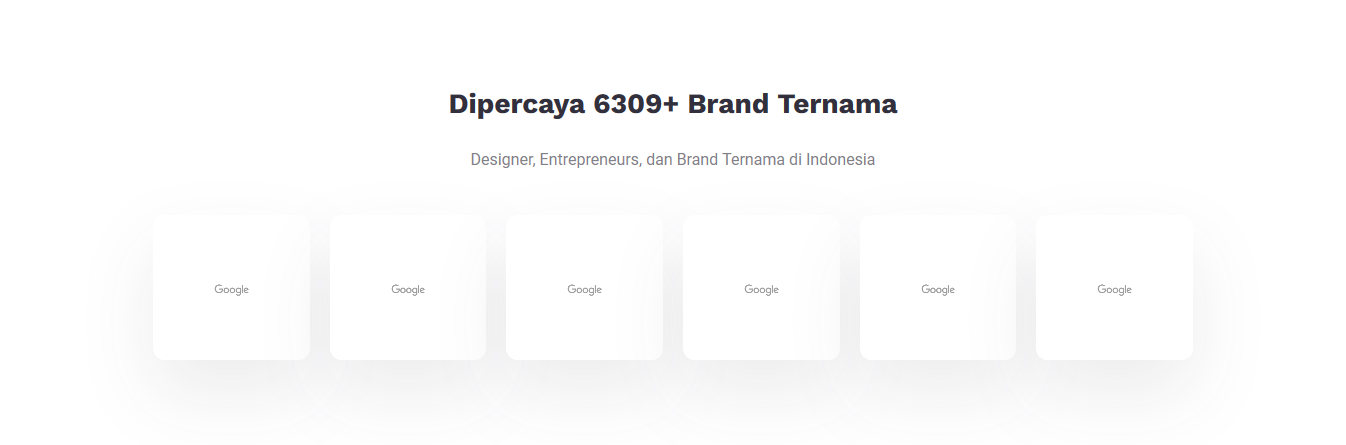 Dipercaya 6309+ Brand Ternama
Designer, Entrepreneurs, dan Brand Ternama di Indonesia
Google Google Google Google Google Google